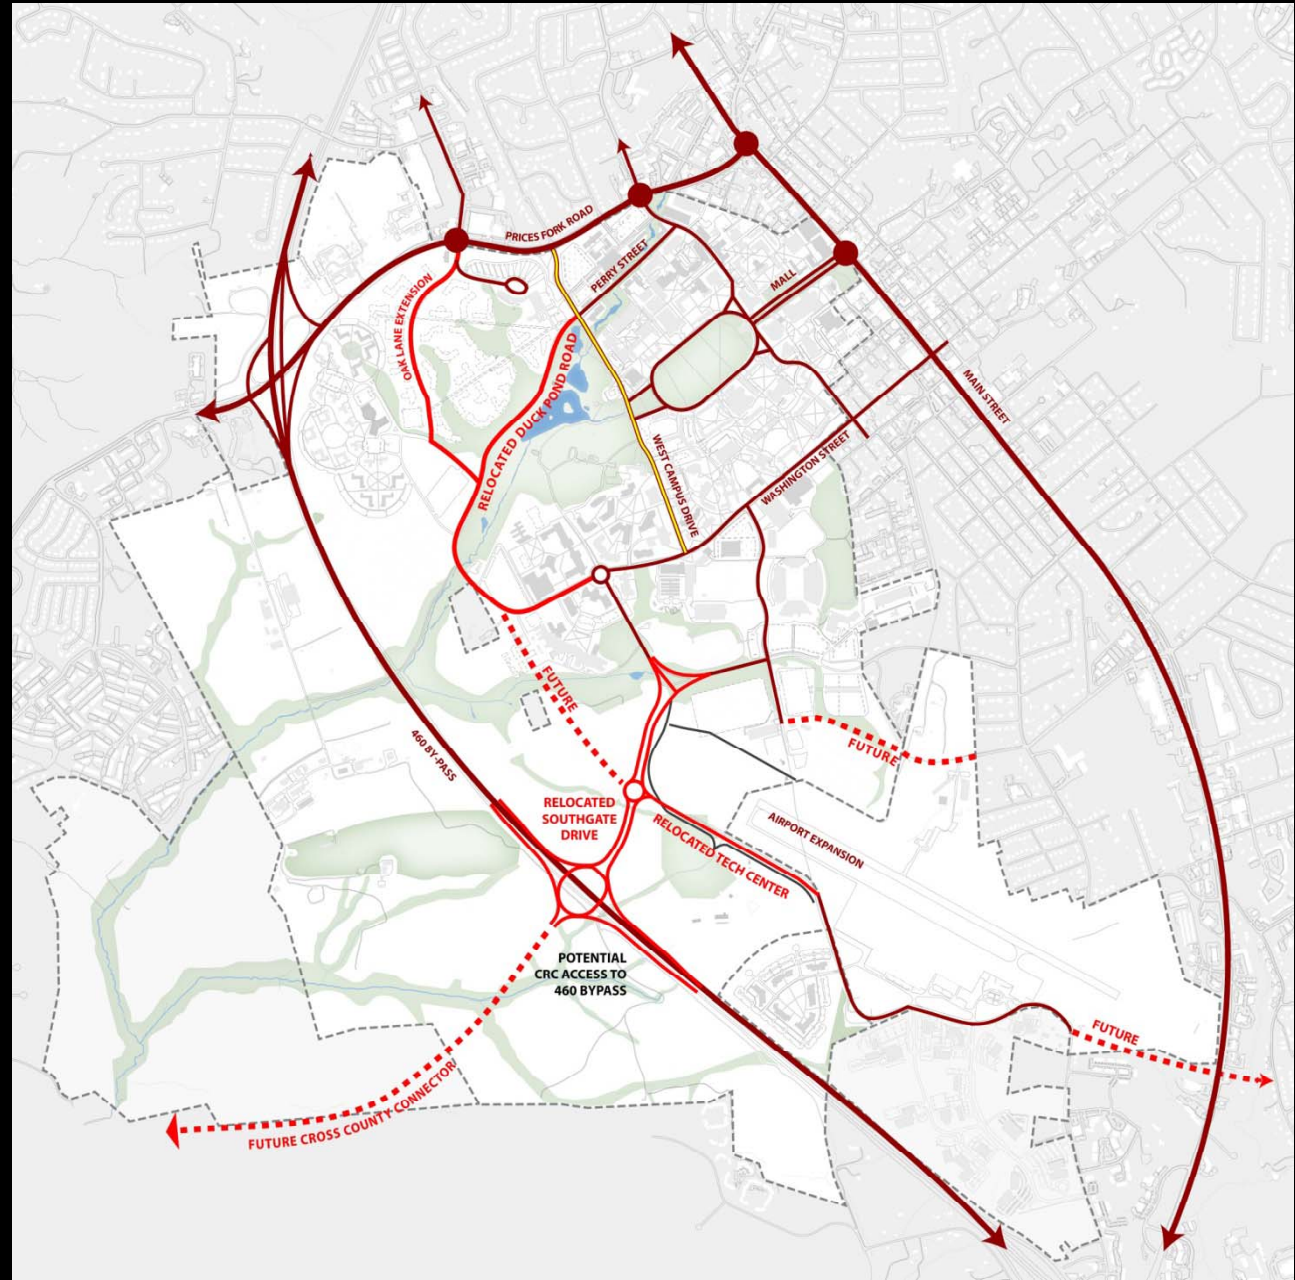 PRICES FORK ROAD
PERRY STREET
MALL
OAK LANE EXTENSION
RELOCATED DUCK POND ROAD
MAIN STREET
WEST CAMPUS DRIVE
WASHINGTON STREET
FUTURE
FUTURE
460 BY-PASS
RELOCATED
SOUTHGATE
DRIVE
RELOCATED TECH CENTER
AIRPORT EXPANSION
POTENTIAL
CRC ACCESS TO
460 BYPASS
FUTURE
FUTURE CROSS COUNTY CONNECTOR